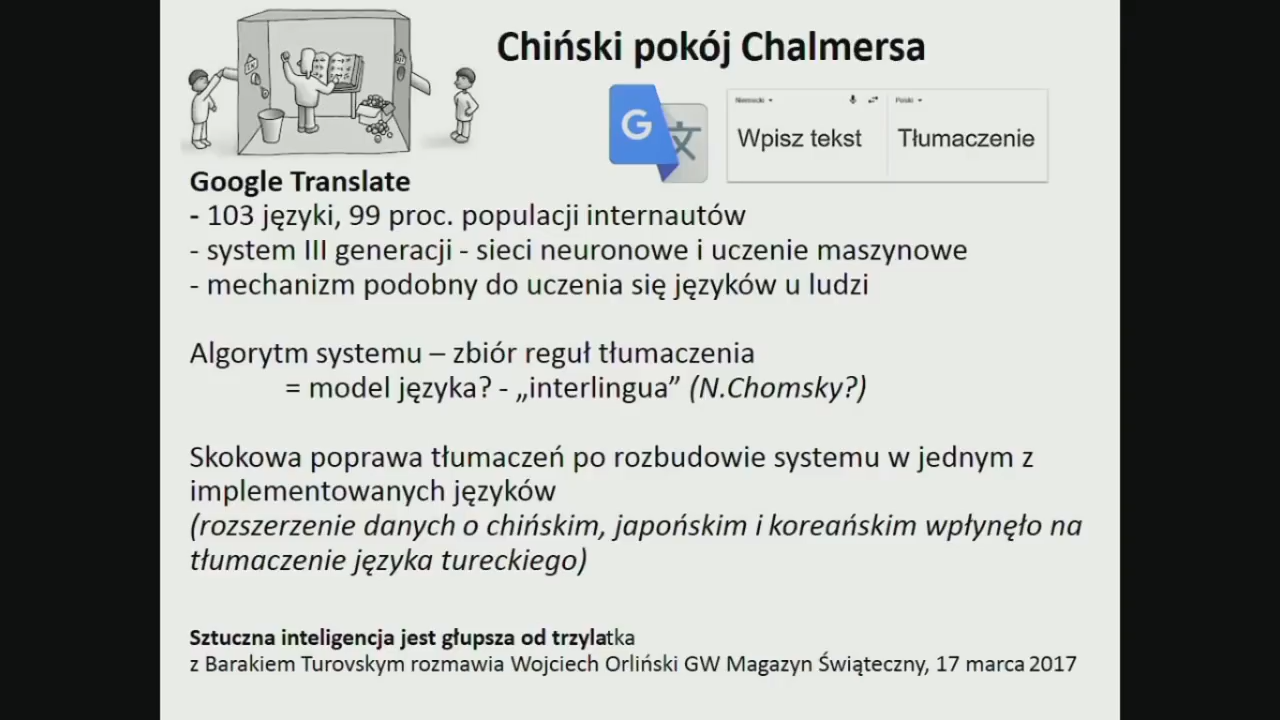 Chiński pokój Chalmersa
G 文
Niemiecki Polski
Wpisz tekst Tłumaczenie
Google Translate
- 103 języki, 99 proc. populacji internautów
- system III generacji - sieci neuronowe i uczenie maszynowe
- mechanizm podobny do uczenia się języków u ludzi
Algorytm systemu – zbiór reguł tłumaczenia
= model języka? - „interlingua” (N.Chomsky?)
Skokowa poprawa tłumaczeń po rozbudowie systemu w jednym z
implementowanych języków
(rozszerzenie danych o chińskim, japońskim i koreańskim wpłynęło na
tłumaczenie języka tureckiego)
Sztuczna inteligencja jest głupsza od trzylatka
z Barakiem Turovskym rozmawia Wojciech Orliński GW Magazyn Świąteczny, 17 marca 2017